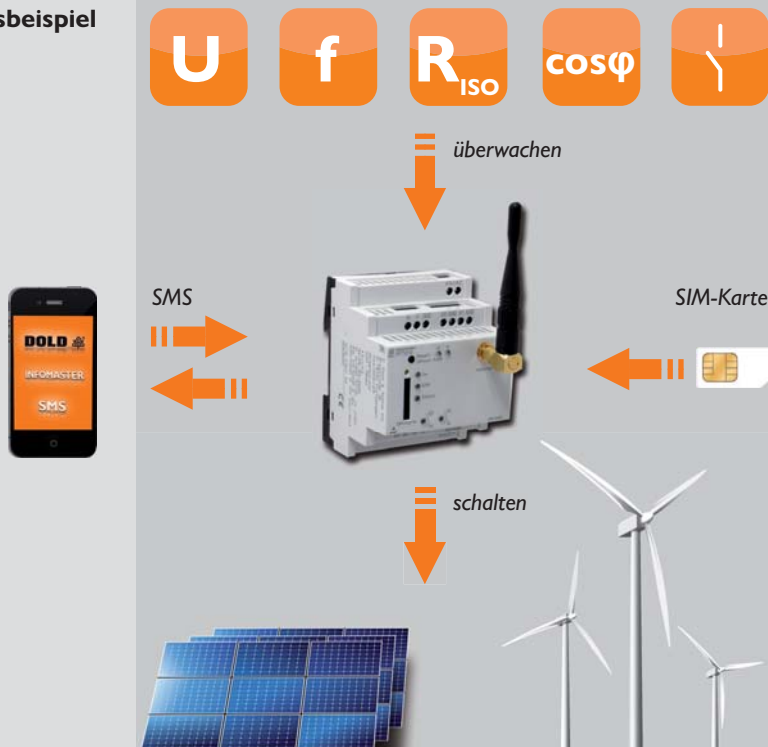 sbeispiel
U
f
R ISO
cosφ
überwachen
SMS
SIM-Karte
DOLD
INFOMASTER
SMS
schalten